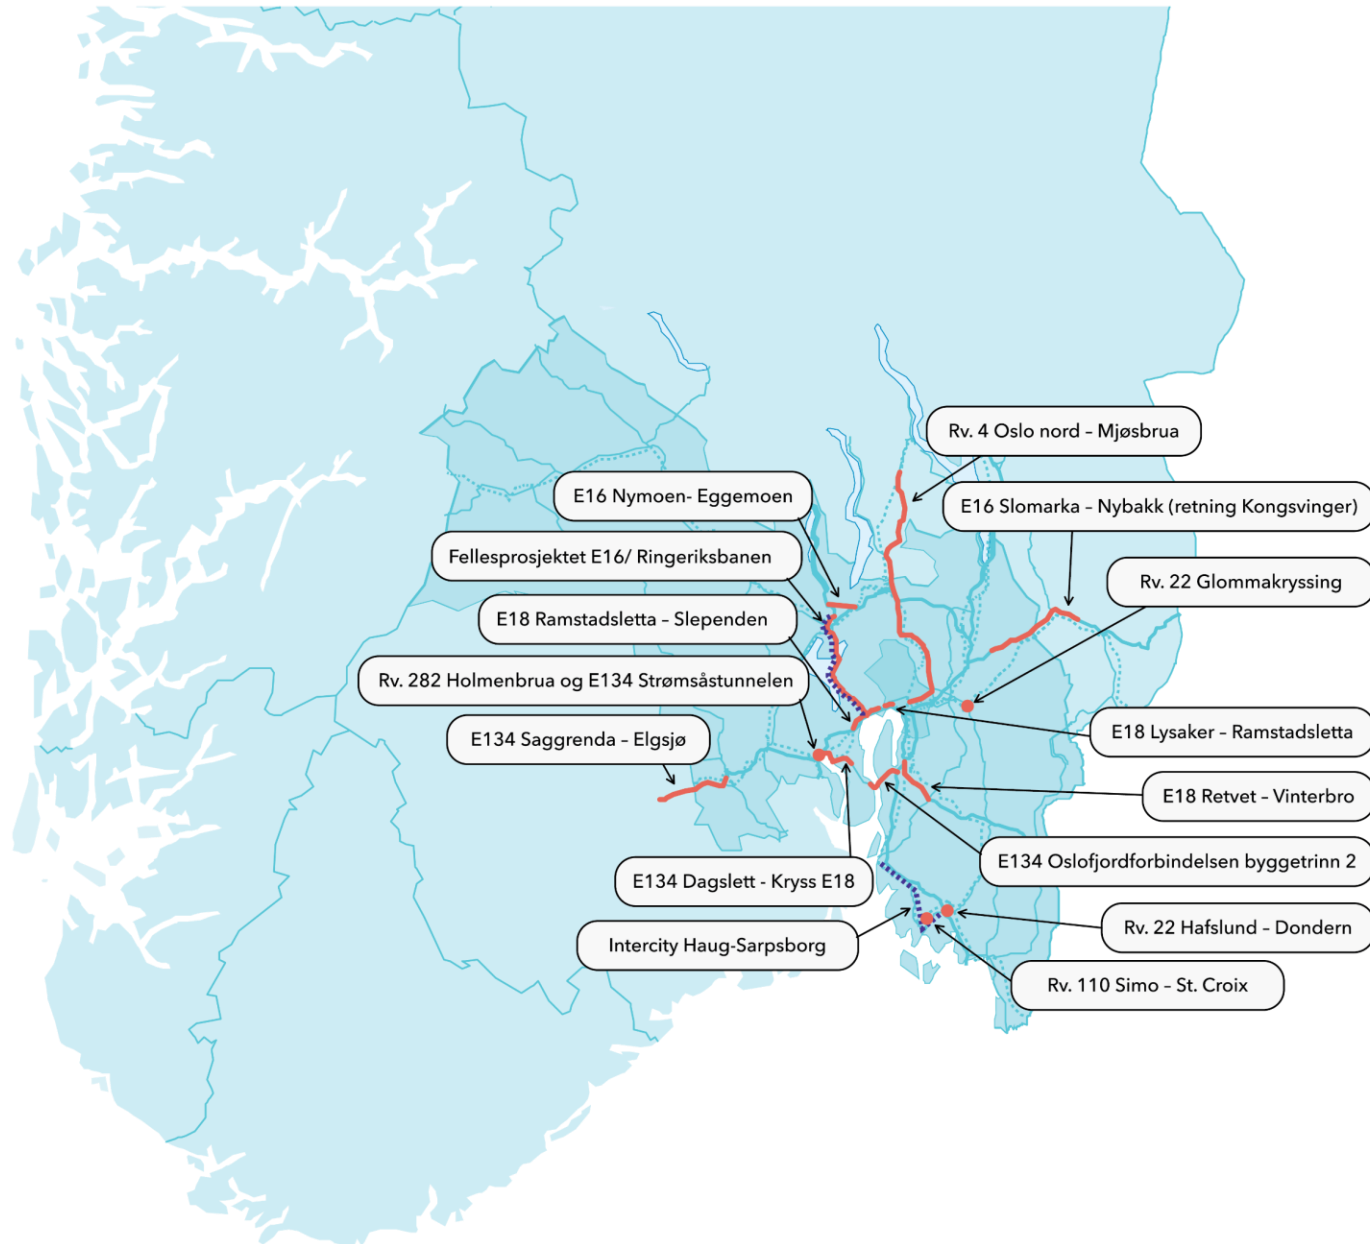 Rv. 4 Oslo nord – Mjøsbrua
E16 Nymoen- Eggemoen
E16 Slomarka – Nybakk (retning Kongsvinger)
Fellesprosjektet E16/ Ringeriksbanen
Rv. 22 Glommakryssing
E18 Ramstadsletta – Slependen
Rv. 282 Holmenbrua og E134 Strømsåstunnelen
E18 Lysaker – Ramstadsletta
E134 Saggrenda – Elgsjø
E18 Retvet – Vinterbro
E134 Oslofjordforbindelsen byggetrinn 2
E134 Dagslett - Kryss E18
Rv. 22 Hafslund – Dondern
Intercity Haug-Sarpsborg
Rv. 110 Simo – St. Croix